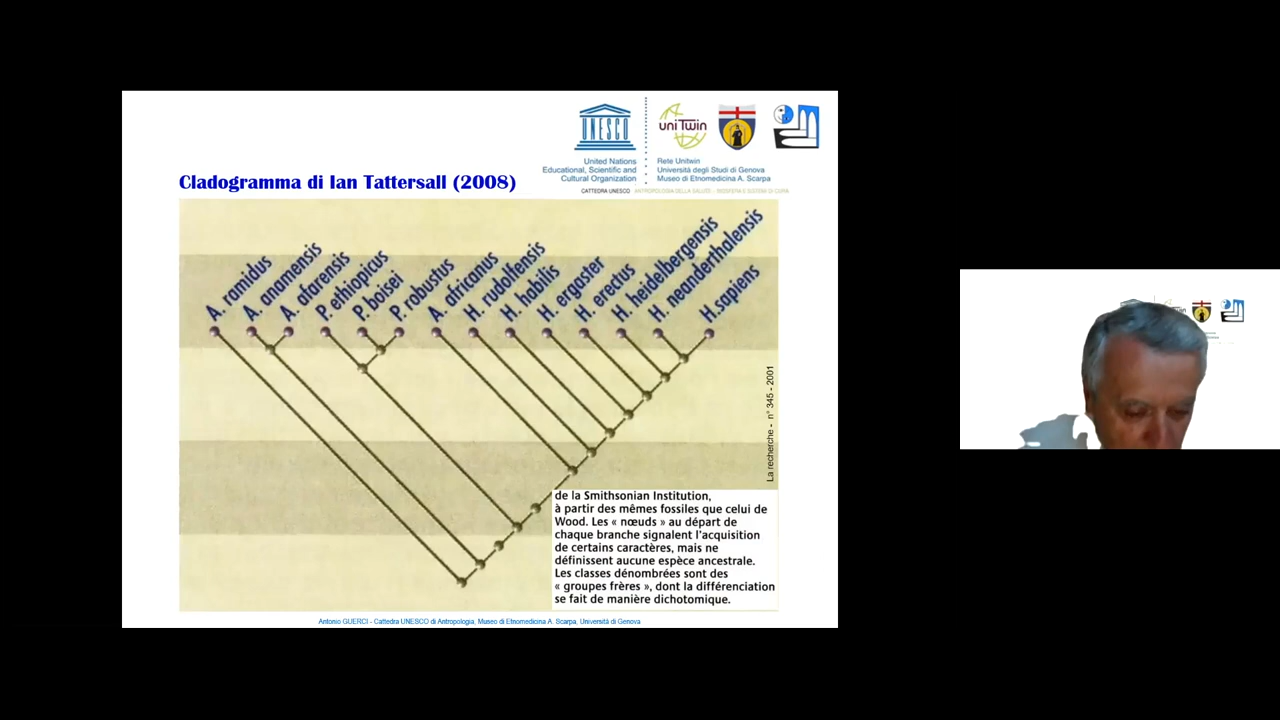 UNESCO
uniTwin
United Nations
Educational, Scientific and
Cultural Organization
Rete Unitwin
Università degli Studi di Genova
Museo di Etnomedicina A. Scarpa
CATTEDRA UNESCO ANTROPOLOGIA DELLA SALUTE - BIOSFERA E SISTEMI DI CURA
Cladogramma di Ian Tattersall (2008)
A. ramidus
A. anamensis
A. afarensis
P. ethiopicus
P. boisei
P. robustus
A. africanus
H. rudolfensis
H. habilis
H. ergaster
H. erectus
H. heidelbergensis
H. neanderthalensis
H.sapiens
La recherche - n° 345 - 2001
de la Smithsonian Institution,
à partir des mêmes fossiles que celui de
Wood. Les « nœuds » au départ de
chaque branche signalent l'acquisition
de certains caractères, mais ne
définissent aucune espèce ancestrale.
Les classes dénombrées sont des
« groupes frères », dont la différenciation
se fait de manière dichotomique.
Antonio GUERCI - Cattedra UNESCO di Antropologia, Museo di Etnomedicina A. Scarpa, Università di Genova